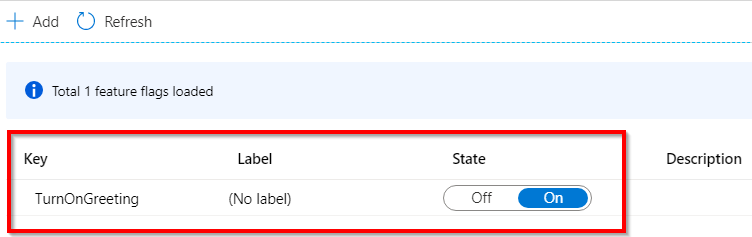 Add Refresh
Total 1 feature flags loaded
Key Label State Description
TurnOnGreeting (No label) Off On